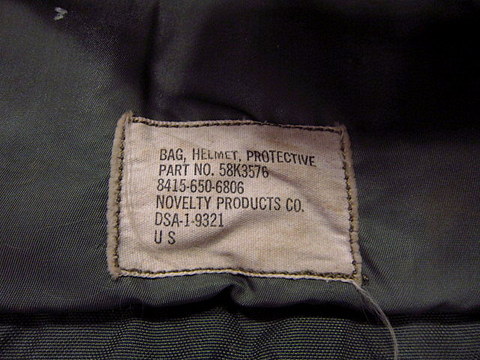 BAG, HELMET, PROTECTIVE
PART NO. 58K3576
8415-650-6806
NOVELTY PRODUCTS CO.
DSA-1-9321
U S